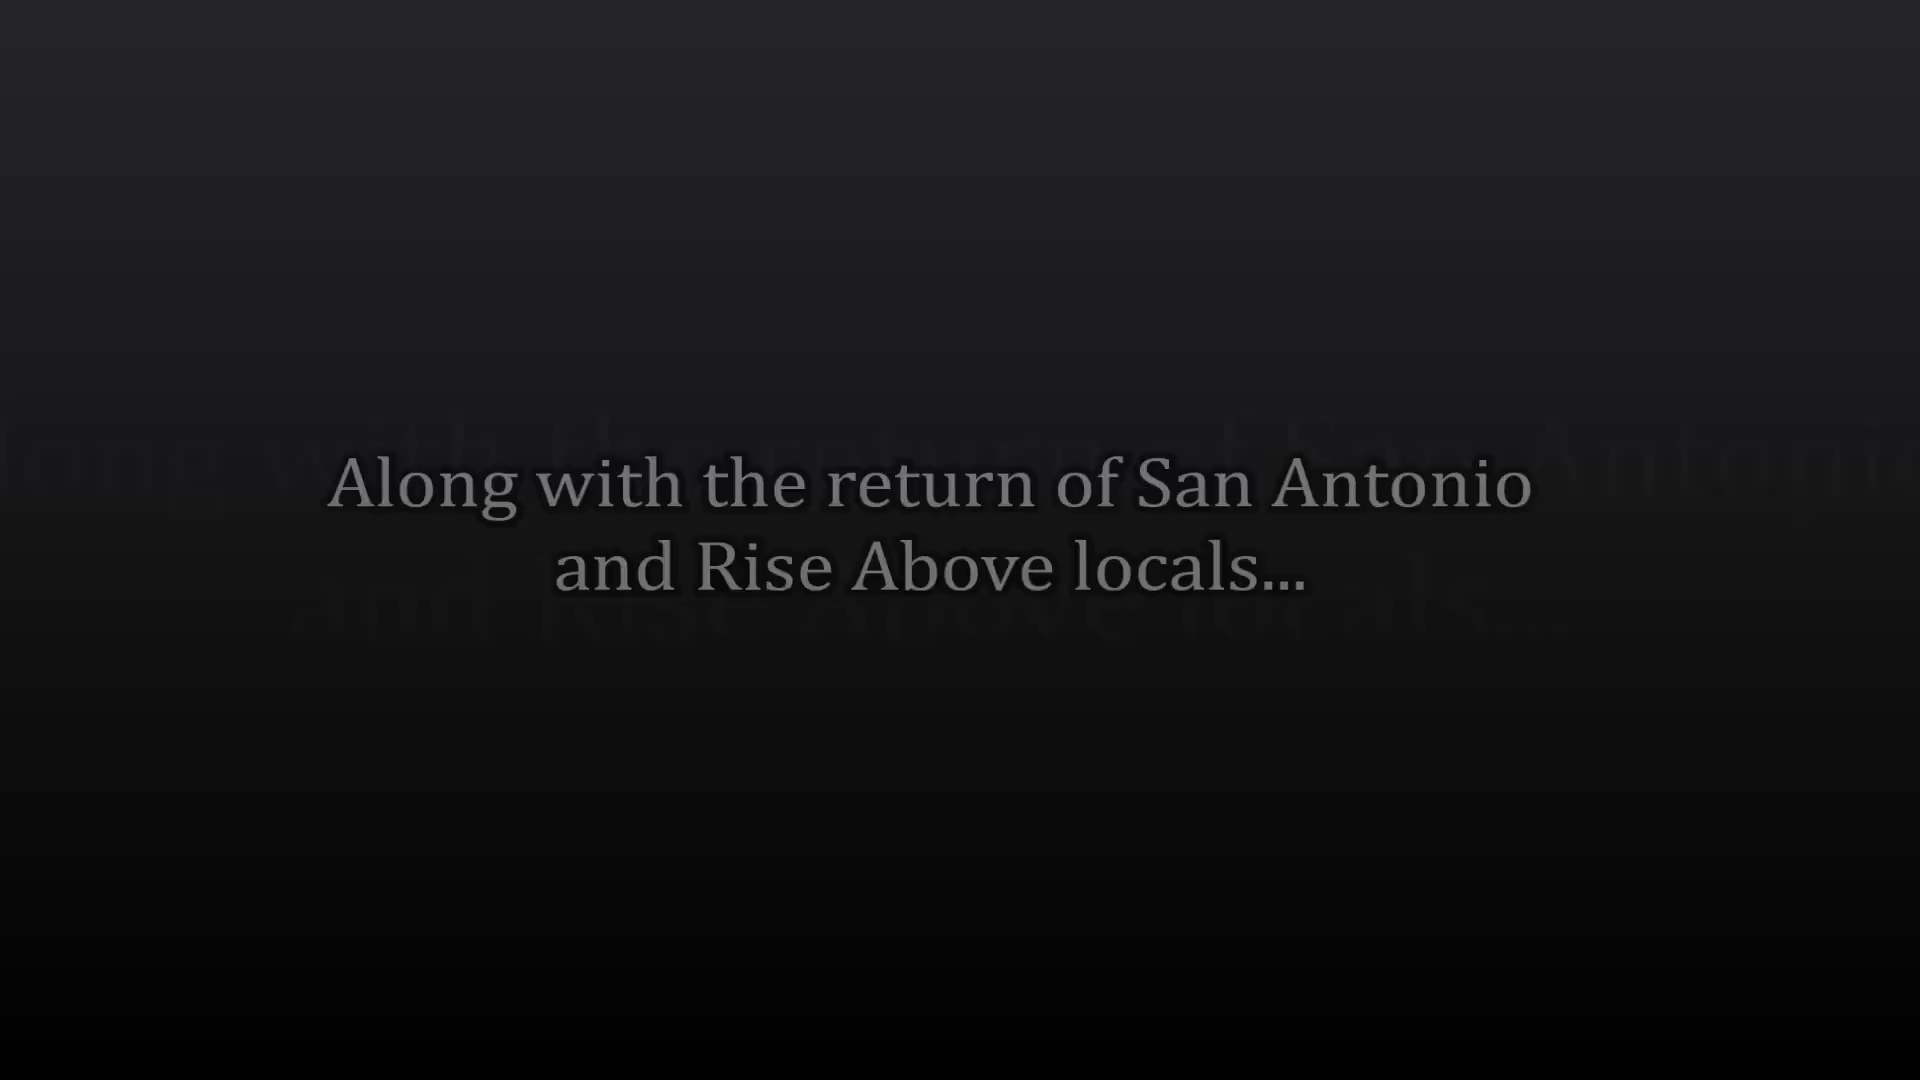 Along with the return of San Antonio
and Rise Above locals...